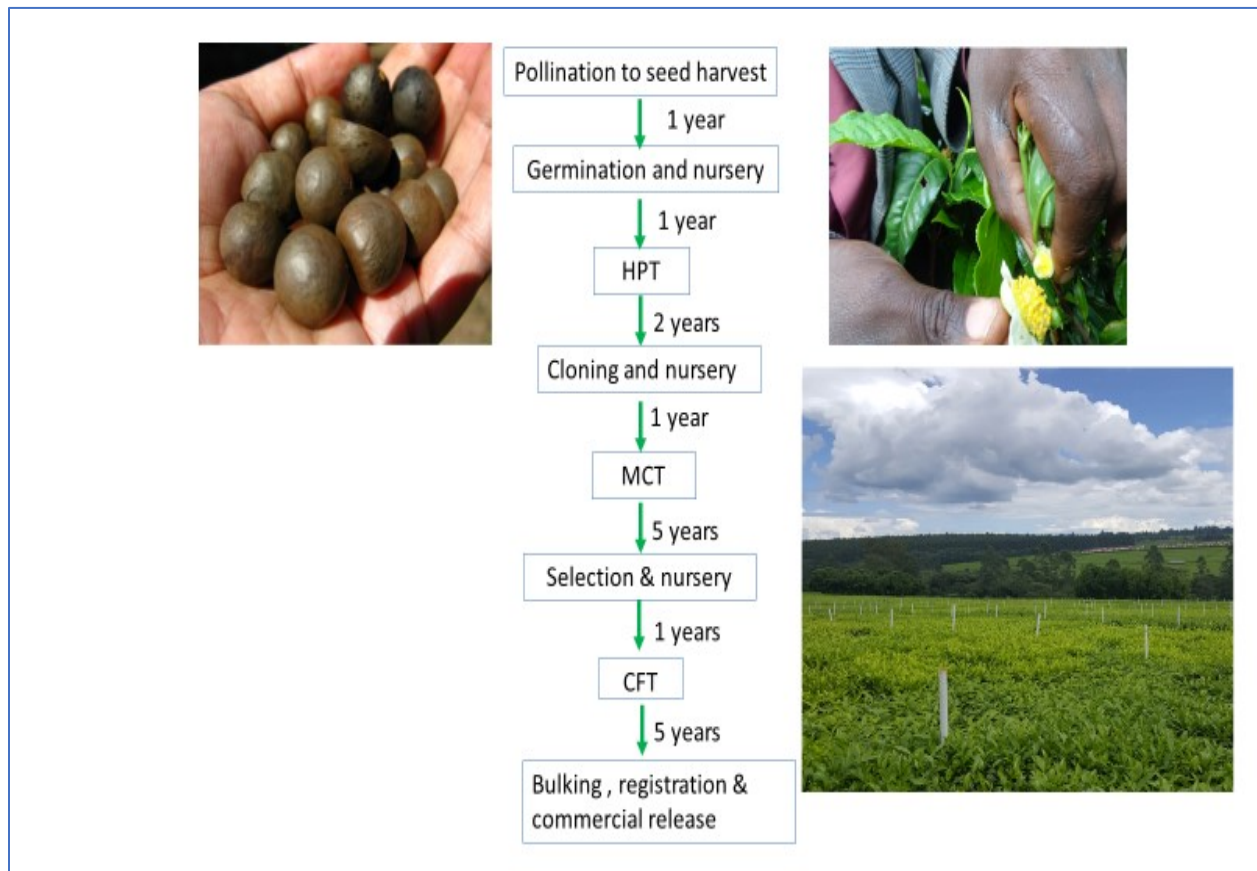 Pollination to seed harvest
1 year
Germination and nursery
1 year
HPT
2 years
Cloning and nursery
1 year
MCT
5 years
Selection & nursery
1 years
CFT
5 years
Bulking , registration &
commercial release